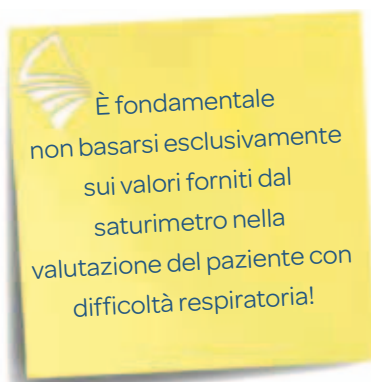 È fondamentale
non basarsi esclusivamente
sui valori forniti dal
saturimetro nella
valutazione del paziente con
difficoltà respiratoria!